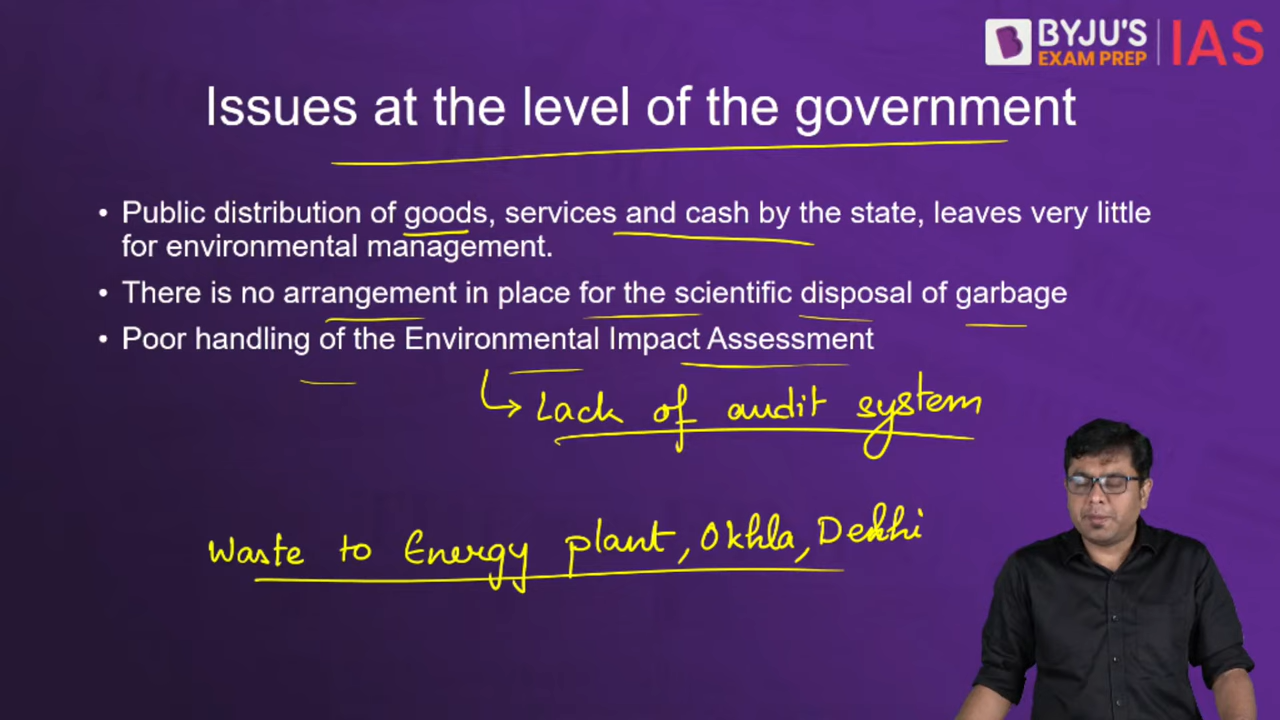 BYJU'S
EXAM PREP
IAS
Issues at the level of the government
• Public distribution of goods, services and cash by the state, leaves very little
for environmental management.
• There is no arrangement in place for the scientific disposal of garbage
• Poor handling of the Environmental Impact Assessment
↳ Lack of audit system
Waste to Energy plant, Okhla, Dekhi